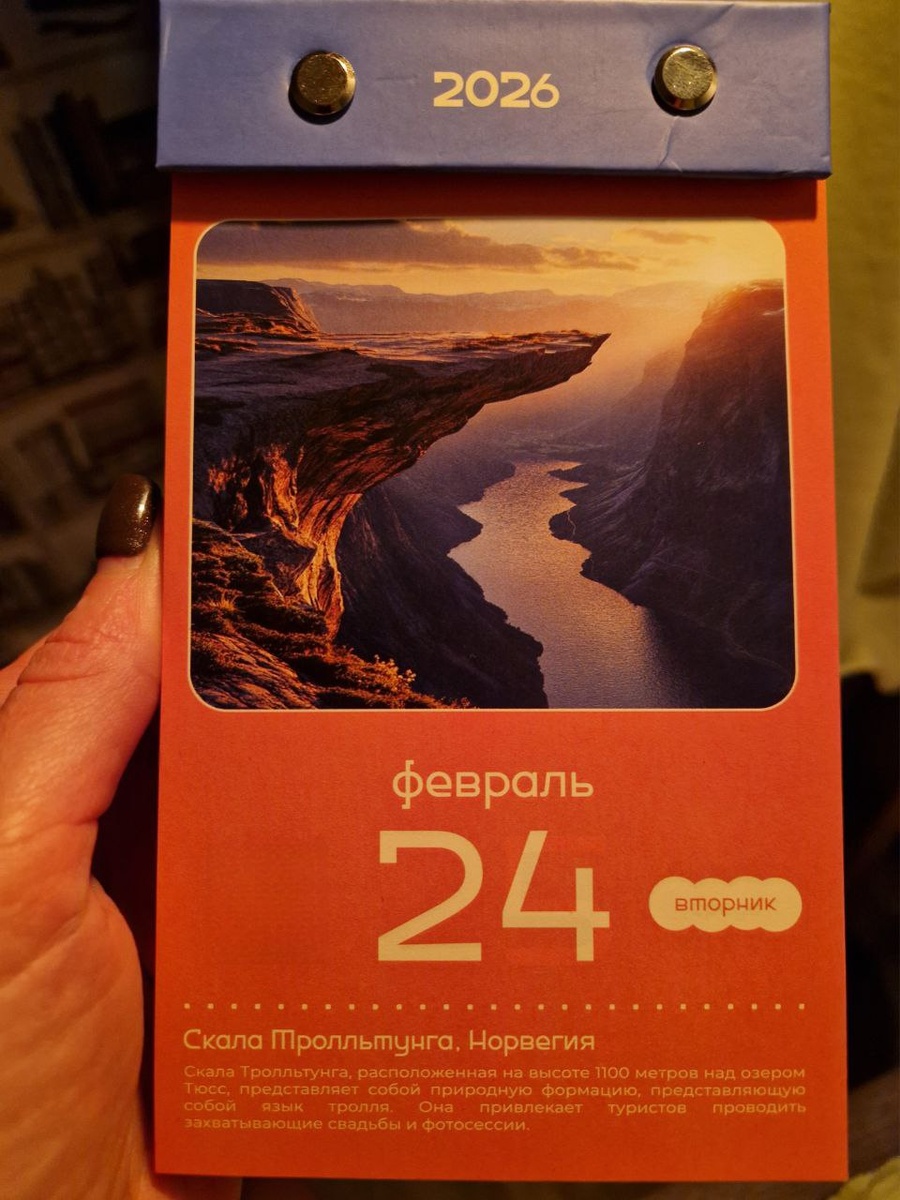 2026
февраль
24
вторник
Скала Тролльтунга, Норвегия
Скала Тролльтунга, расположенная на высоте 1100 метров над озером
Тюсс, представляет собой природную формацию, представляющую
собой язык тролля. Она привлекает туристов проводить
захватывающие свадьбы и фотосессии.